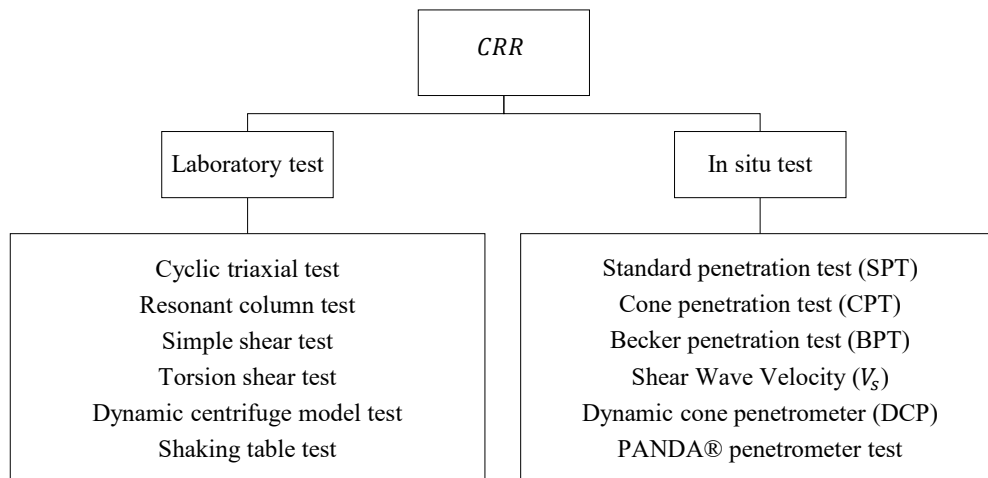 CRR
Laboratory test
In situ test
Cyclic triaxial test
Resonant column test
Simple shear test
Torsion shear test
Dynamic centrifuge model test
Shaking table test
Standard penetration test (SPT)
Cone penetration test (CPT)
Becker penetration test (BPT)
Shear Wave Velocity (Vs)
Dynamic cone penetrometer (DCP)
PANDA® penetrometer test